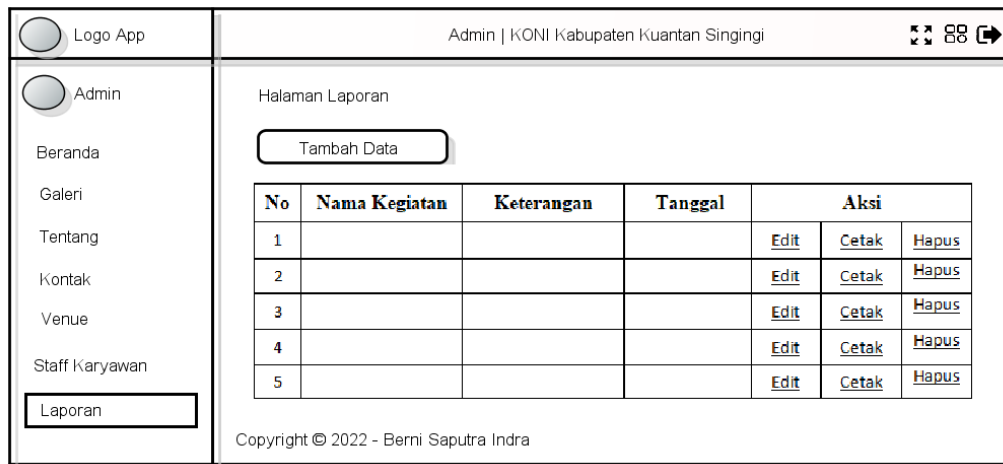 Logo App
Admin | KONI Kabupaten Kuantan Singingi
Admin
Beranda
Galeri
Tentang
Kontak
Venue
Staff Karyawan
Laporan
Halaman Laporan
Tambah Data
No Nama Kegiatan Keterangan Tanggal Aksi
1 Edit Cetak Hapus
2 Edit Cetak Hapus
3 Edit Cetak Hapus
4 Edit Cetak Hapus
5 Edit Cetak Hapus
Copyright © 2022 - Berni Saputra Indra